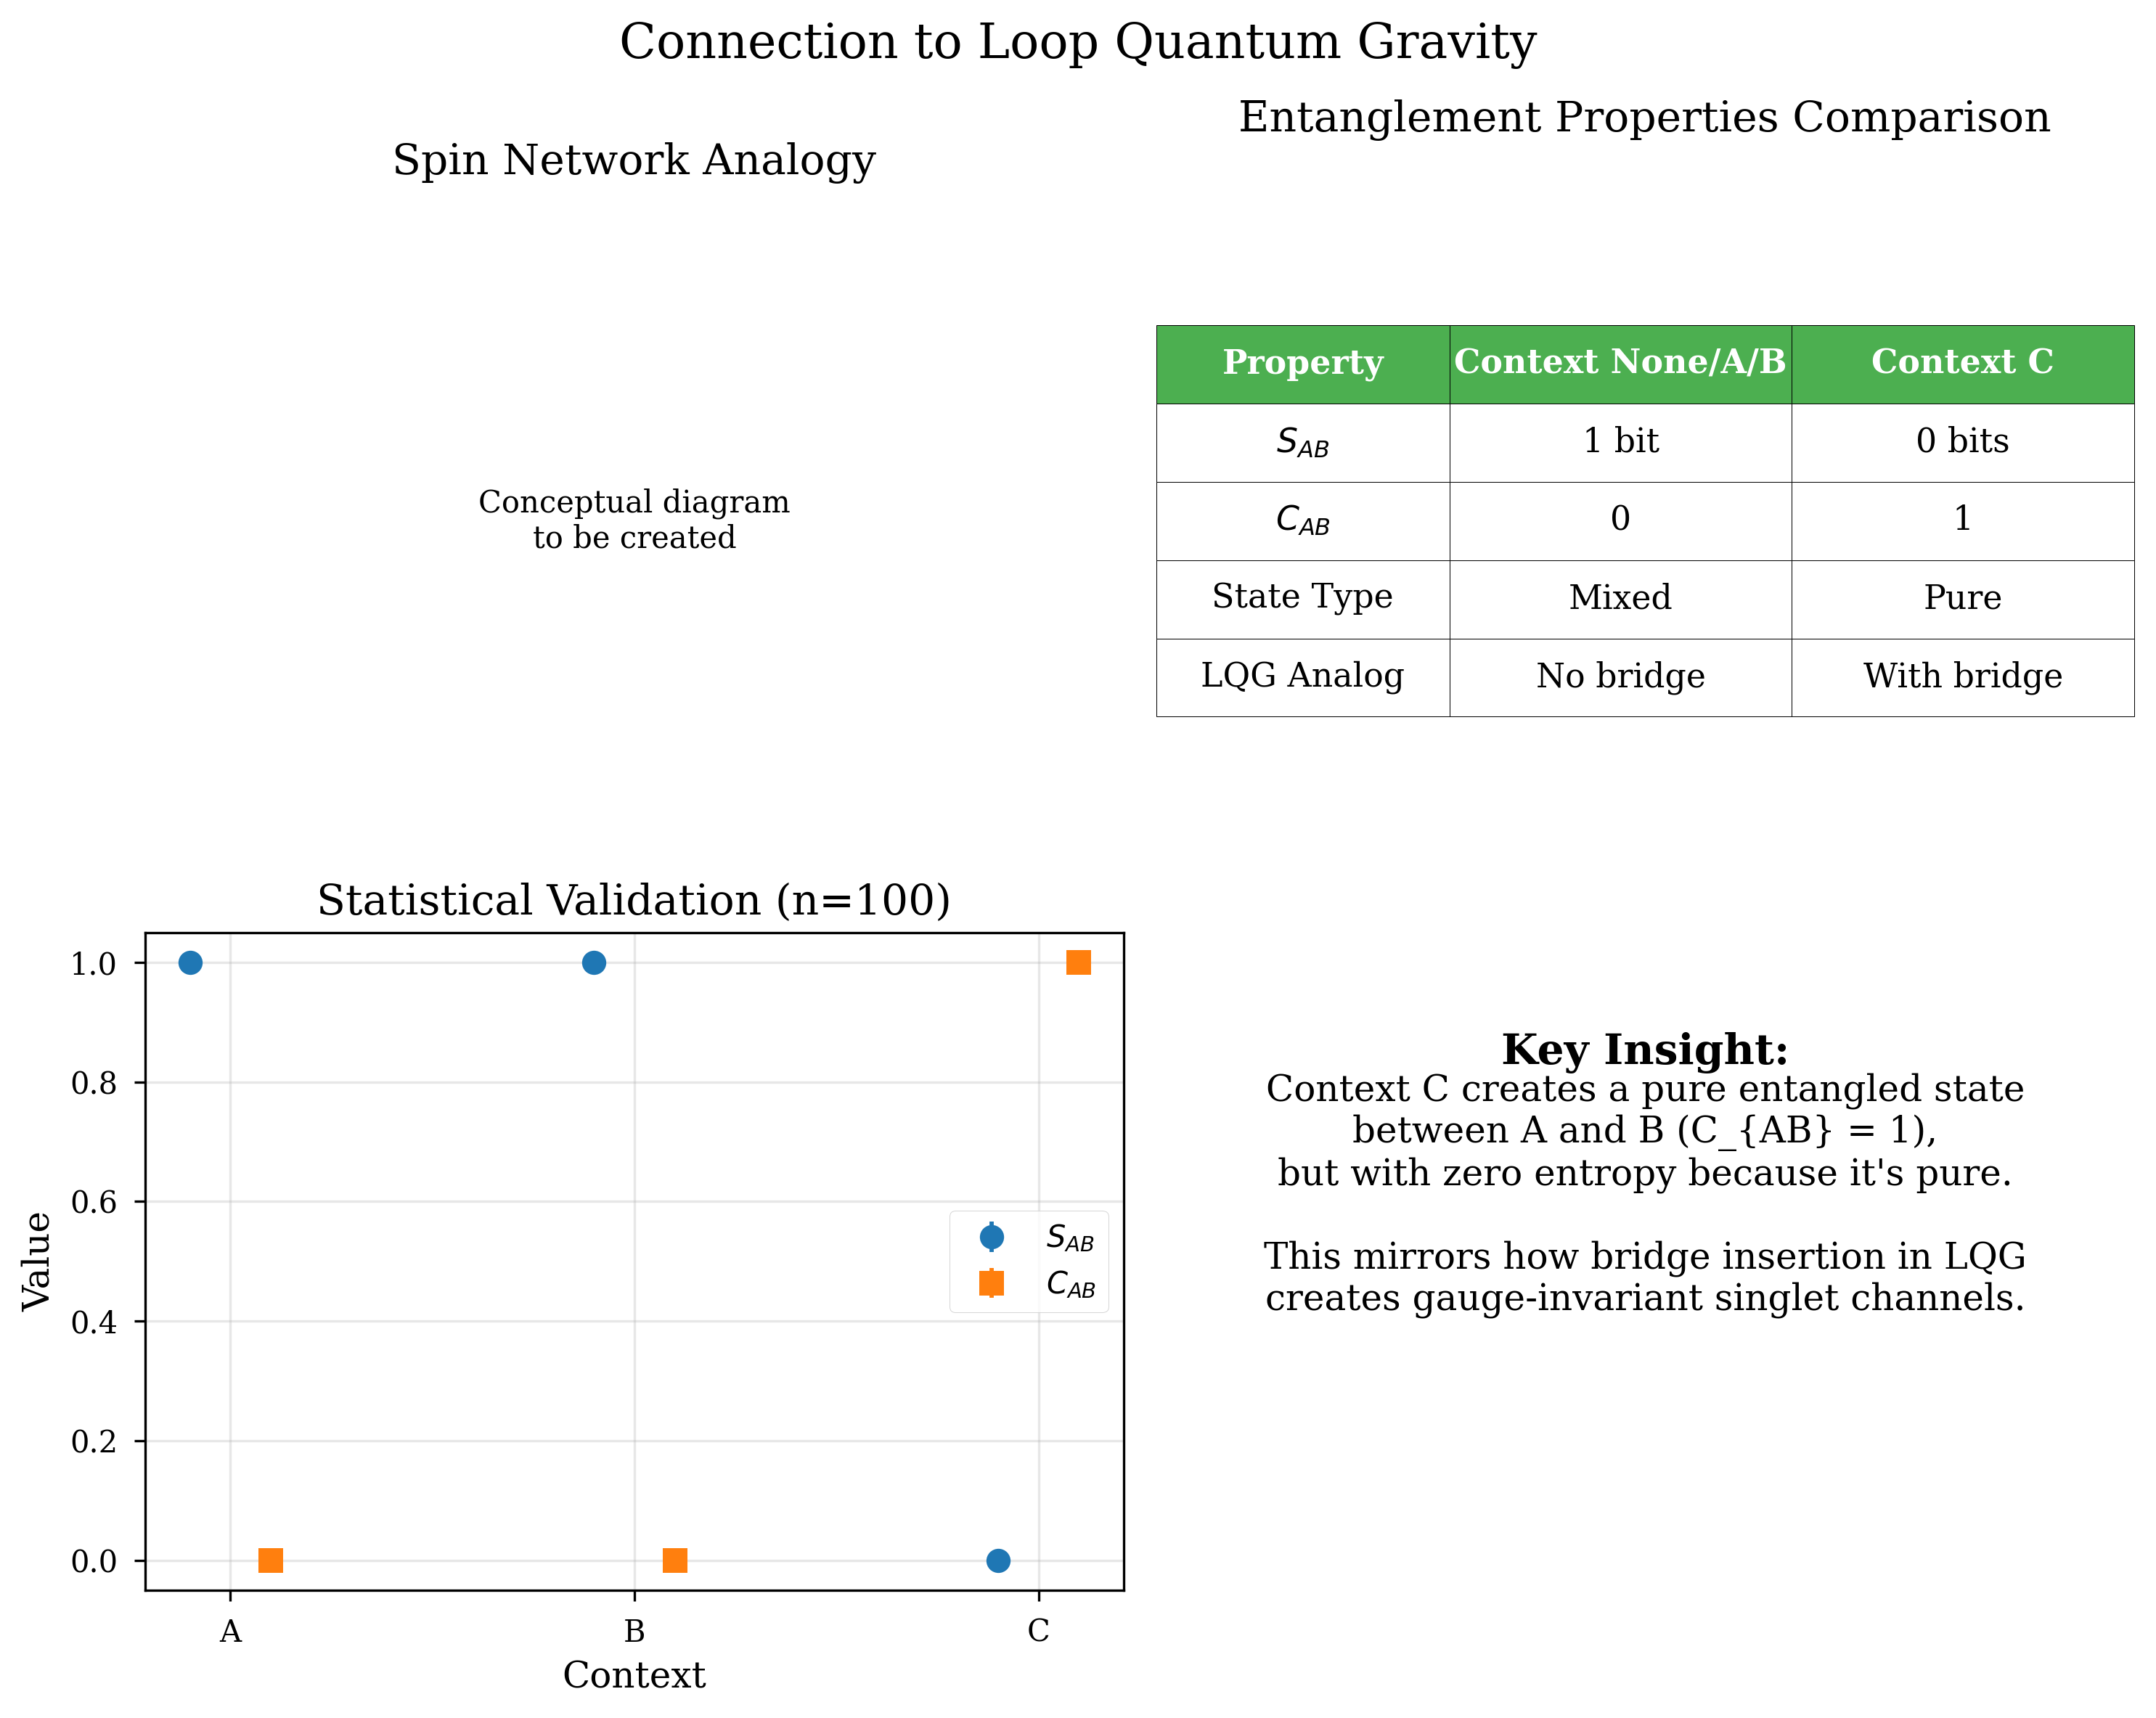 Connection to Loop Quantum Gravity
Spin Network Analogy
Conceptual diagram
to be created
Entanglement Properties Comparison
Property Context None/A/B Context C
S_{AB} 1 bit 0 bits
C_{AB} 0 1
State Type Mixed Pure
LQG Analog No bridge With bridge
Statistical Validation (n=100)
Value
1.0
0.8
0.6
0.4
0.2
0.0
S_{AB}
C_{AB}
A B C
Context
Key Insight:
Context C creates a pure entangled state
between A and B (C_{AB} = 1),
but with zero entropy because it's pure.
This mirrors how bridge insertion in LQG
creates gauge-invariant singlet channels.